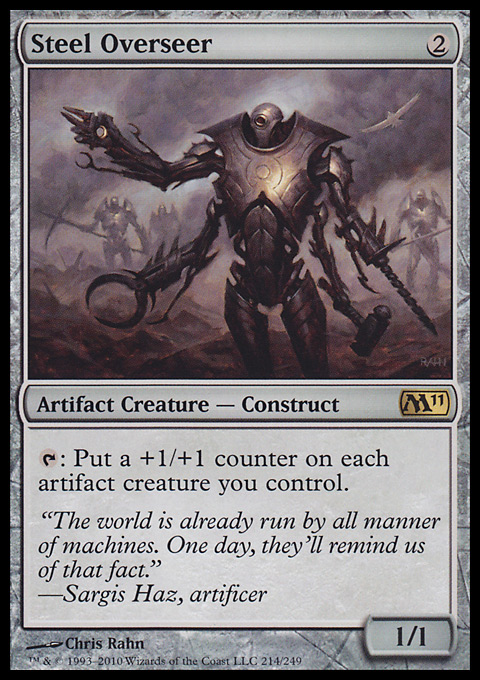 Steel Overseer 2
RAHN
Artifact Creature — Construct M11
: Put a +1/+1 counter on each
artifact creature you control.
“The world is already run by all manner
of machines. One day, they’ll remind us
of that fact.”
—Sargis Haz, artificer
Chris Rahn
1/1
™ & © 1993–2010 Wizards of the Coast LLC 214/249